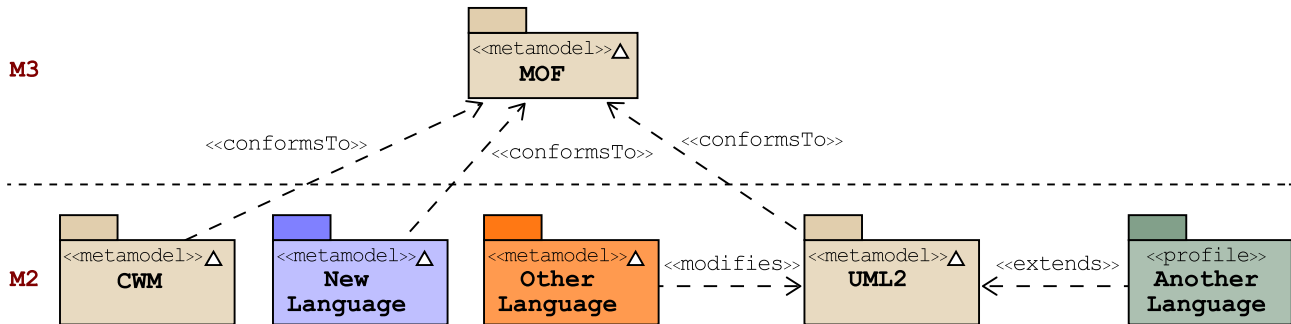 <<metamodel>>
MOF
M3
<<conformsTo>>
<<conformsTo>>
<<conformsTo>>
M2
<<metamodel>>
CWM
<<metamodel>>
New
Language
<<metamodel>>
Other
Language
<<modifies>>
<<metamodel>>
UML2
<<extends>>
<<profile>>
Another
Language